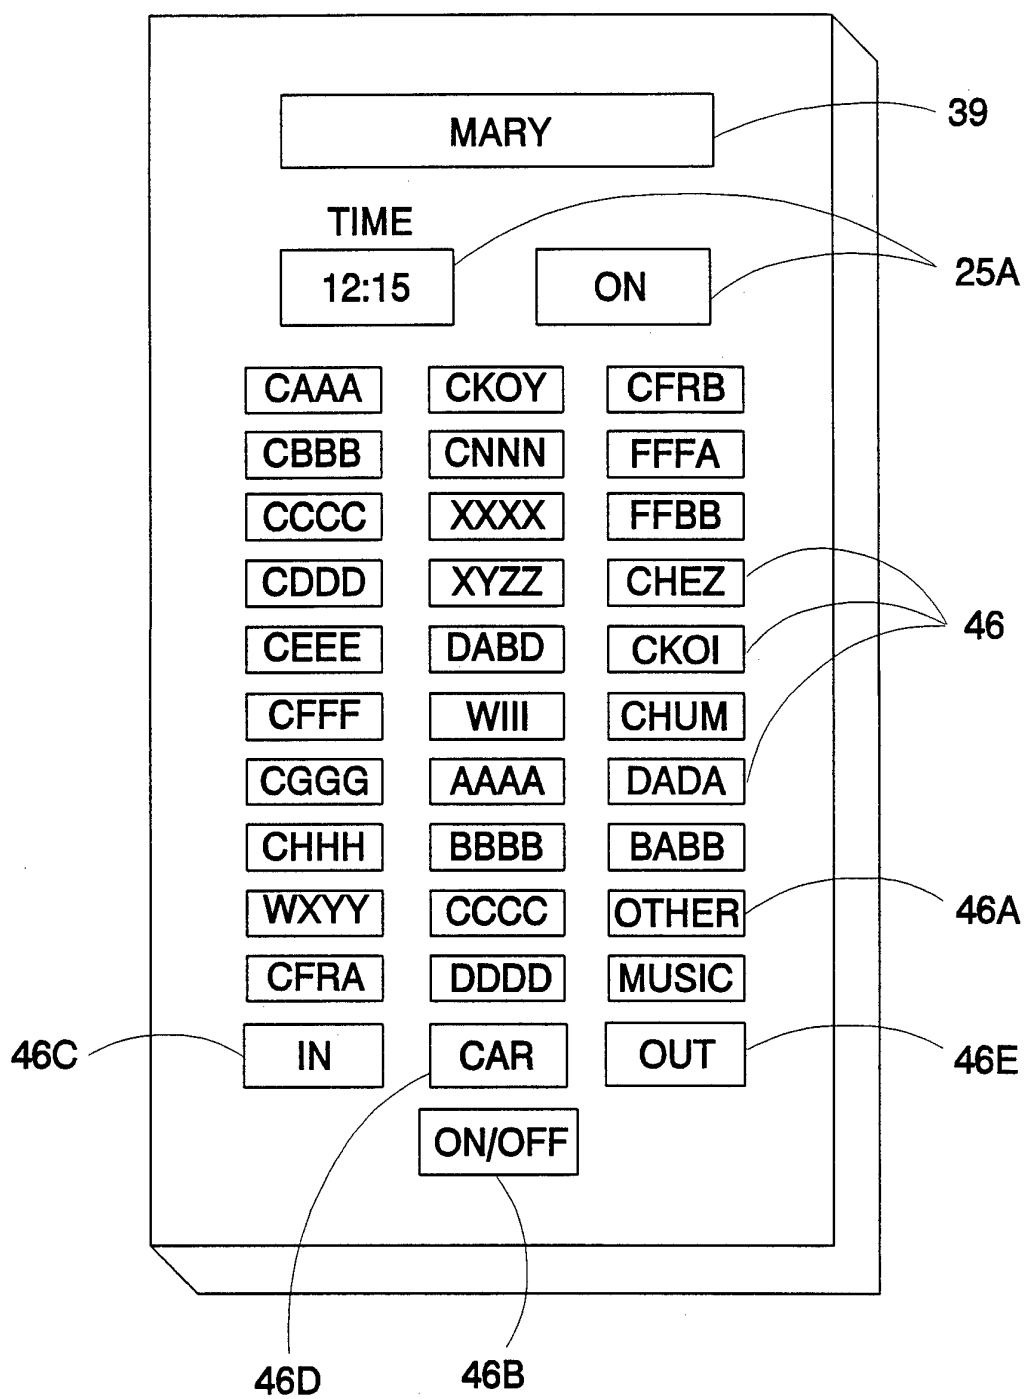 MARY 39
TIME
12:15 ON 25A
CAAA CKOY CFRB
CBBB CNNN FFFA
CCCC XXXX FFBB
CDDD XYZZ CHEZ
CEEE DABD CKOI 46
CFFF WIII CHUM
CGGG AAAA DADA
CHHH BBBB BABB
WXYY CCCC OTHER 46A
CFRA DDDD MUSIC
46C IN CAR OUT 46E
ON/OFF
46D 46B